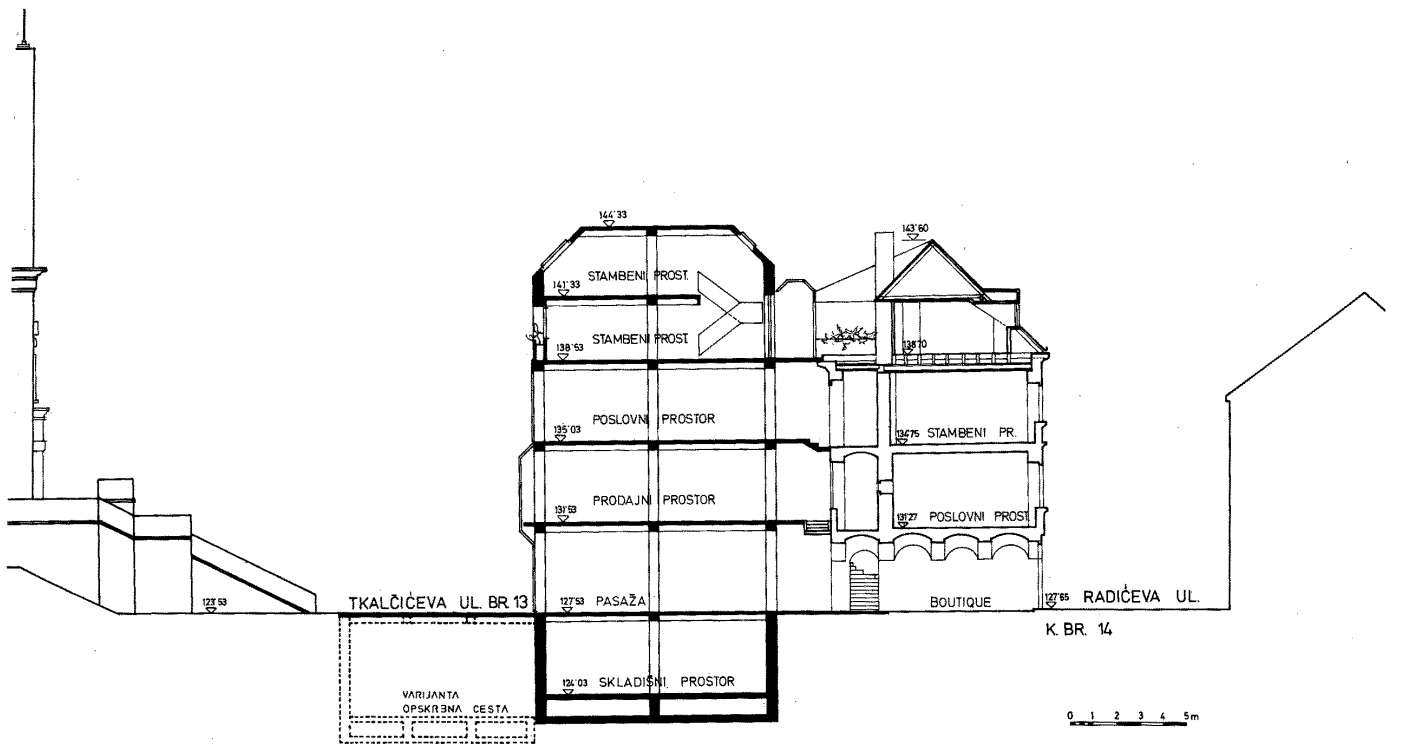 144'33
143'60
STAMBENI PROST.
141'33
STAMBENI PROST.
138'53
138'70
POSLOVNI PROSTOR
135'03
134'75 STAMBENI PR.
PRODAJNI PROSTOR
131'53
131'27 POSLOVNI PROST.
123'53
TKALČIĆEVA UL. BR. 13
127'53 PASAŽA
BOUTIQUE
127'65 RADIĆEVA UL.
K. BR. 14
124'03 SKLADIŠNI PROSTOR
VARIJANTA
OPSKRBNA CESTA
0 1 2 3 4 5m